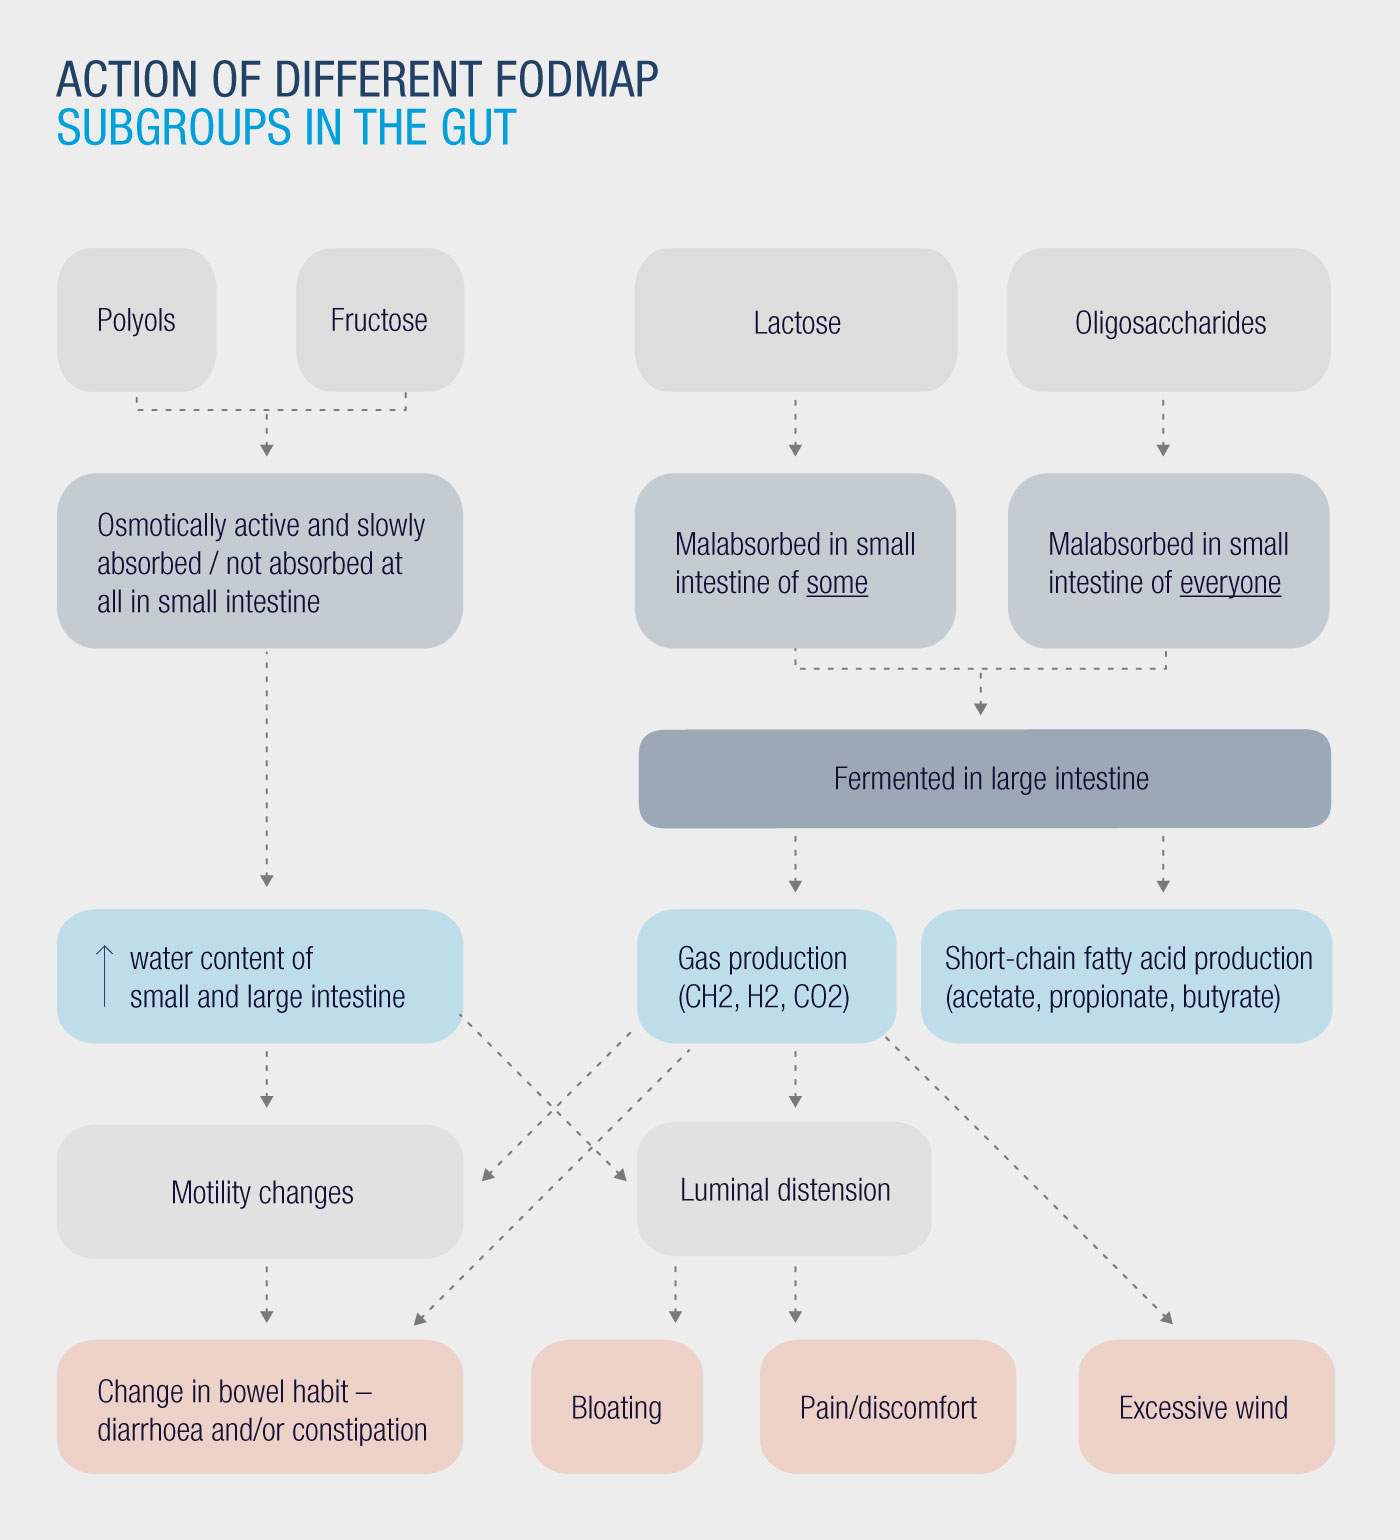 ACTION OF DIFFERENT FODMAP
SUBGROUPS IN THE GUT
Polyols
Fructose
Lactose
Oligosaccharides
Osmotically active and slowly
absorbed / not absorbed at
all in small intestine
Malabsorbed in small
intestine of some
Malabsorbed in small
intestine of everyone
Fermented in large intestine
↑ water content of
small and large intestine
Gas production
(CH2, H2, CO2)
Short-chain fatty acid production
(acetate, propionate, butyrate)
Motility changes
Luminal distension
Change in bowel habit –
diarrhoea and/or constipation
Bloating
Pain/discomfort
Excessive wind